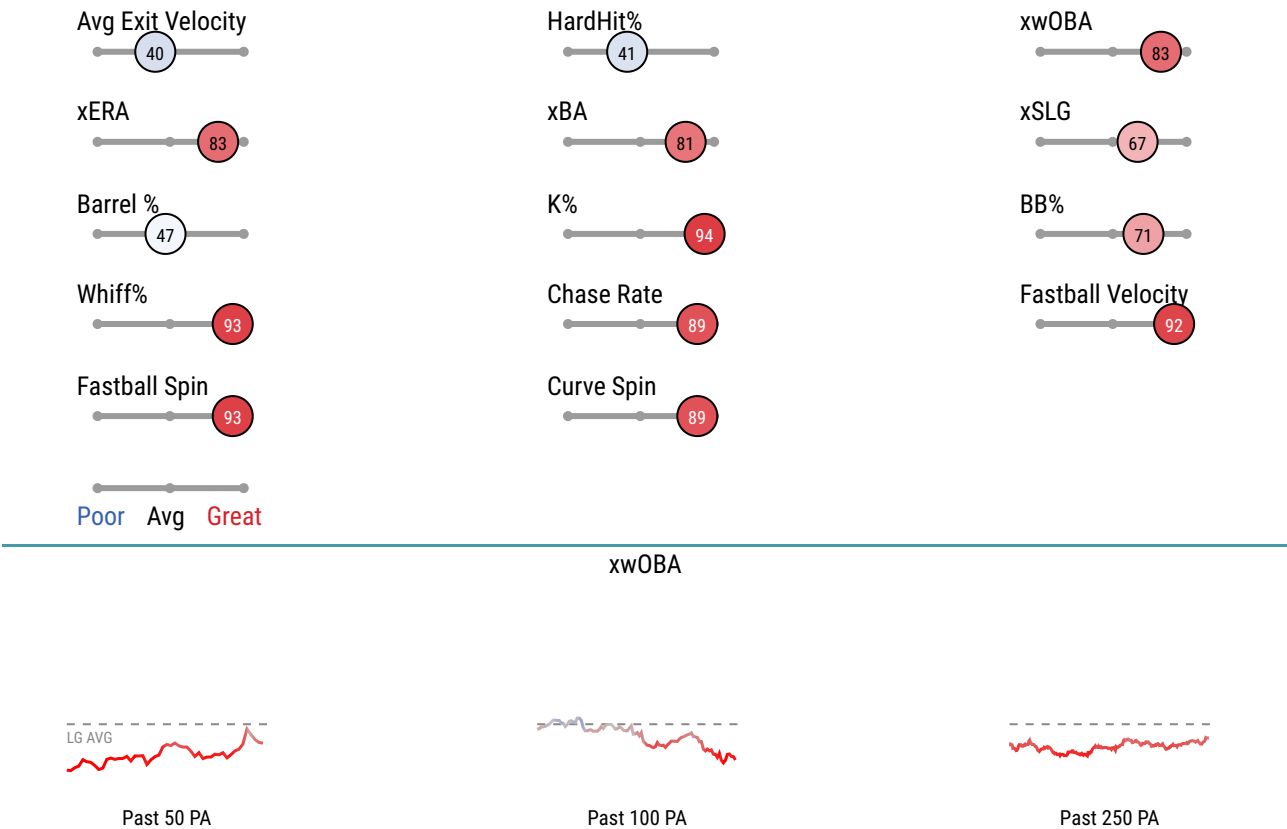 Avg Exit Velocity
40
HardHit%
41
xwOBA
83
xERA
83
xBA
81
xSLG
67
Barrel %
47
K%
94
BB%
71
Whiff%
93
Chase Rate
89
Fastball Velocity
92
Fastball Spin
93
Curve Spin
89
Poor Avg Great
xwOBA
LG AVG
Past 50 PA
Past 100 PA
Past 250 PA